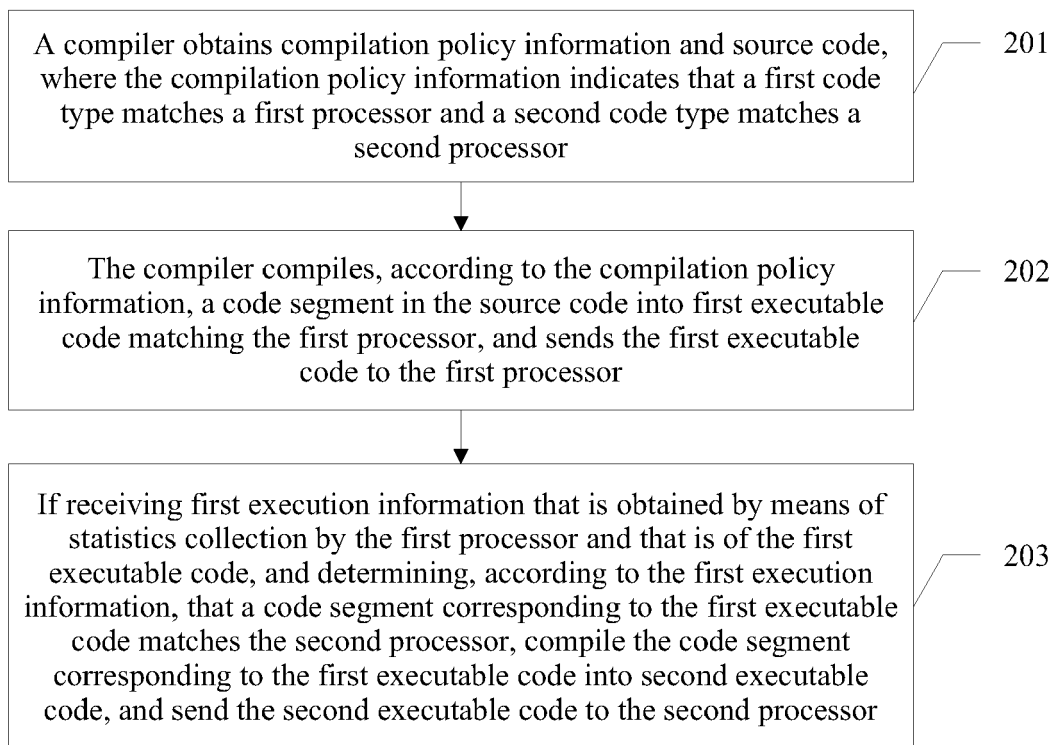 A compiler obtains compilation policy information and source code,
where the compilation policy information indicates that a first code
type matches a first processor and a second code type matches a
second processor
201
The compiler compiles, according to the compilation policy
information, a code segment in the source code into first executable
code matching the first processor, and sends the first executable
code to the first processor
202
If receiving first execution information that is obtained by means of
statistics collection by the first processor and that is of the first
executable code, and determining, according to the first execution
information, that a code segment corresponding to the first executable
code matches the second processor, compile the code segment
corresponding to the first executable code into second executable
code, and send the second executable code to the second processor
203